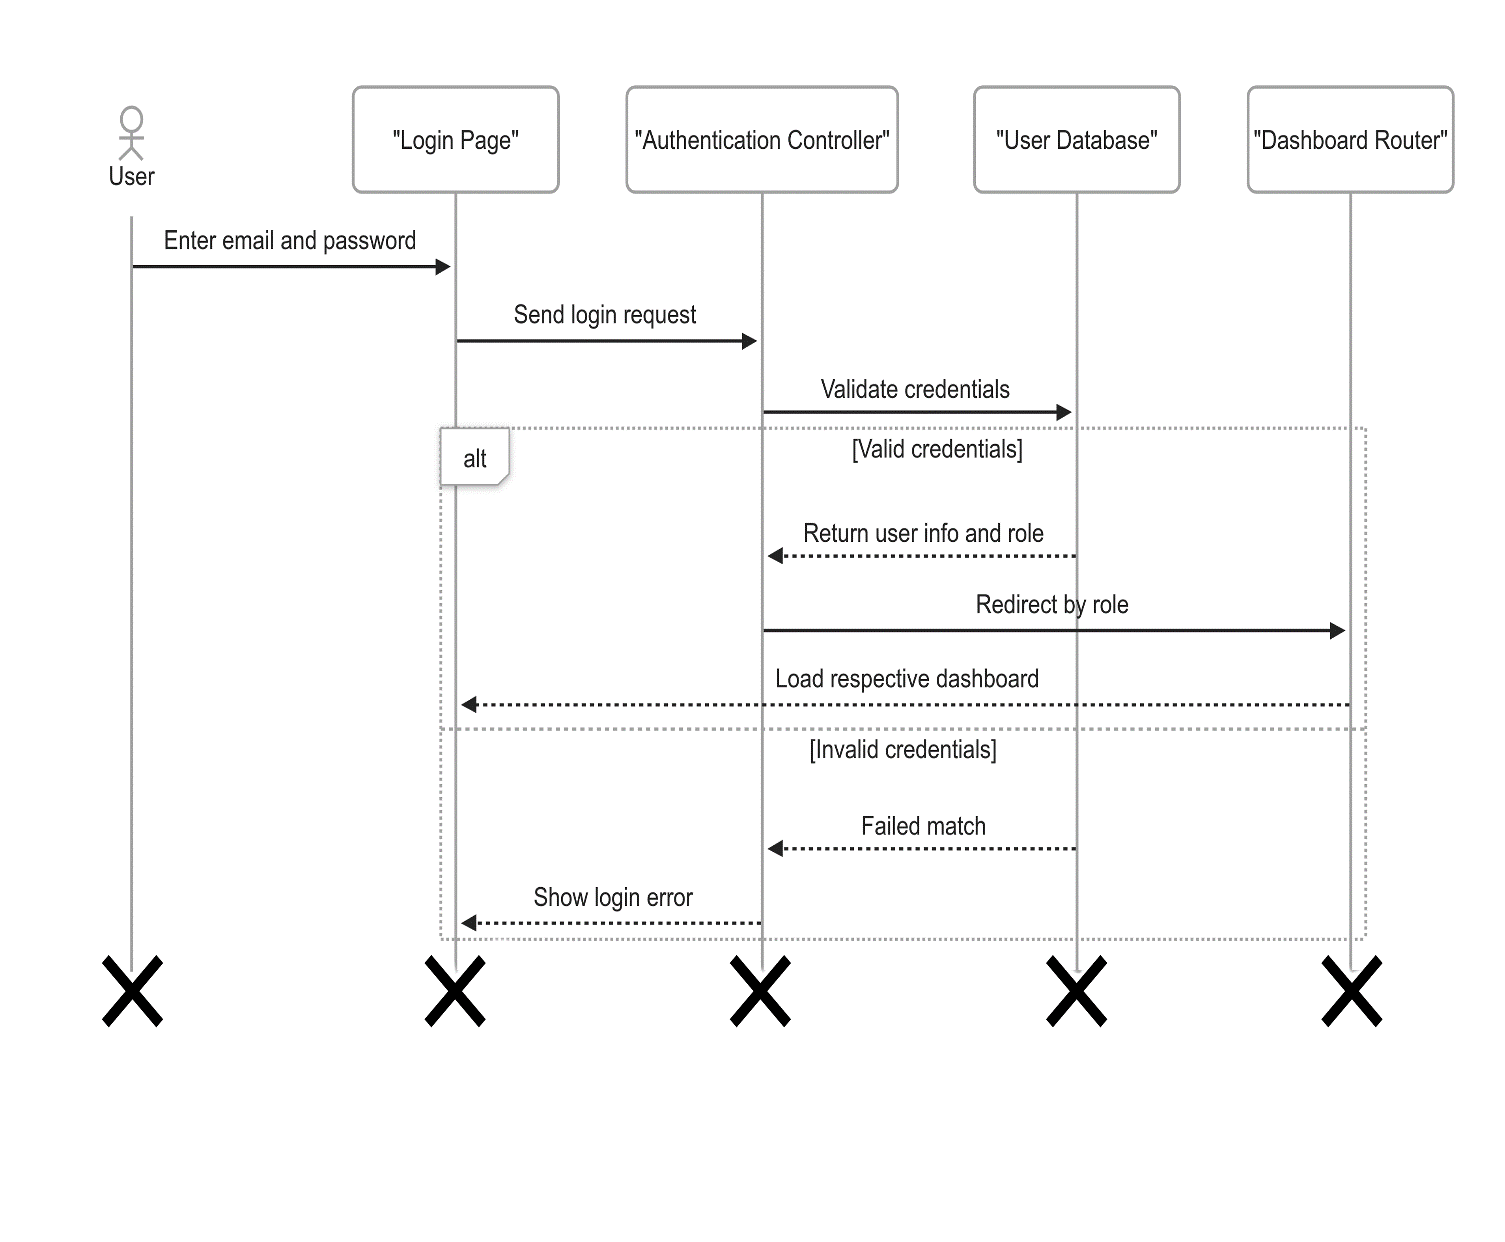 User
"Login Page"
"Authentication Controller"
"User Database"
"Dashboard Router"
Enter email and password
Send login request
Validate credentials
alt
[Valid credentials]
Return user info and role
Redirect by role
Load respective dashboard
[Invalid credentials]
Failed match
Show login error